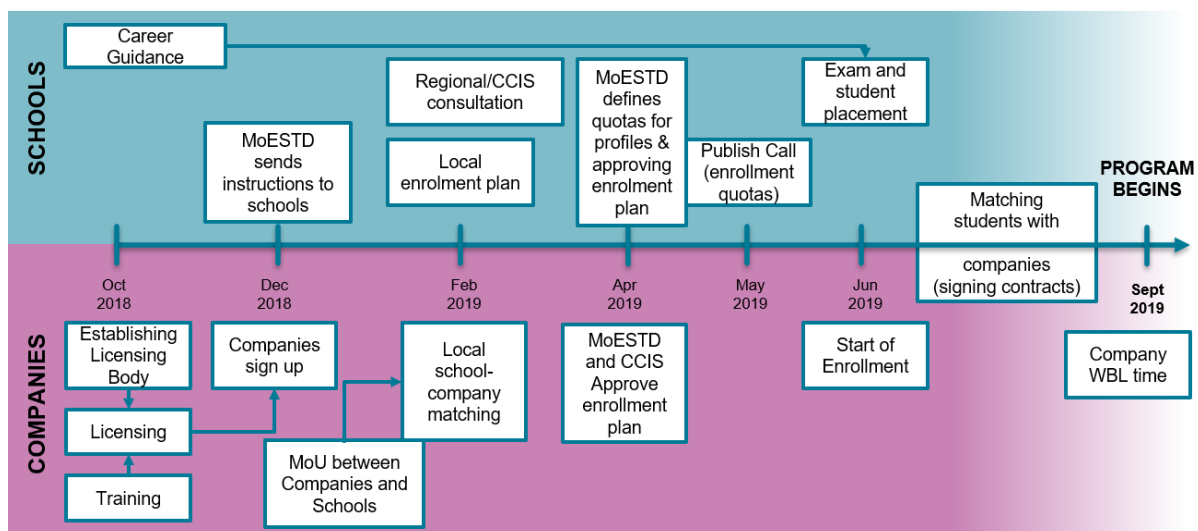 SCHOOLS
Career
Guidance
MoESTD
sends
instructions to
schools
Regional/CCIS
consultation
Local
enrolment plan
MoESTD
defines
quotas for
profiles &
approving
enrolment
plan
Publish Call
(enrollment
quotas)
Exam and
student
placement
Matching
students with
companies
(signing contracts)
PROGRAM
BEGINS
Oct
2018
Dec
2018
Feb
2019
Apr
2019
May
2019
Jun
2019
Sept
2019
COMPANIES
Establishing
Licensing
Body
Licensing
Training
Companies
sign up
MoU between
Companies and
Schools
Local
school-
company
matching
MoESTD
and CCIS
Approve
enrollment
plan
Start of
Enrollment
Company
WBL time